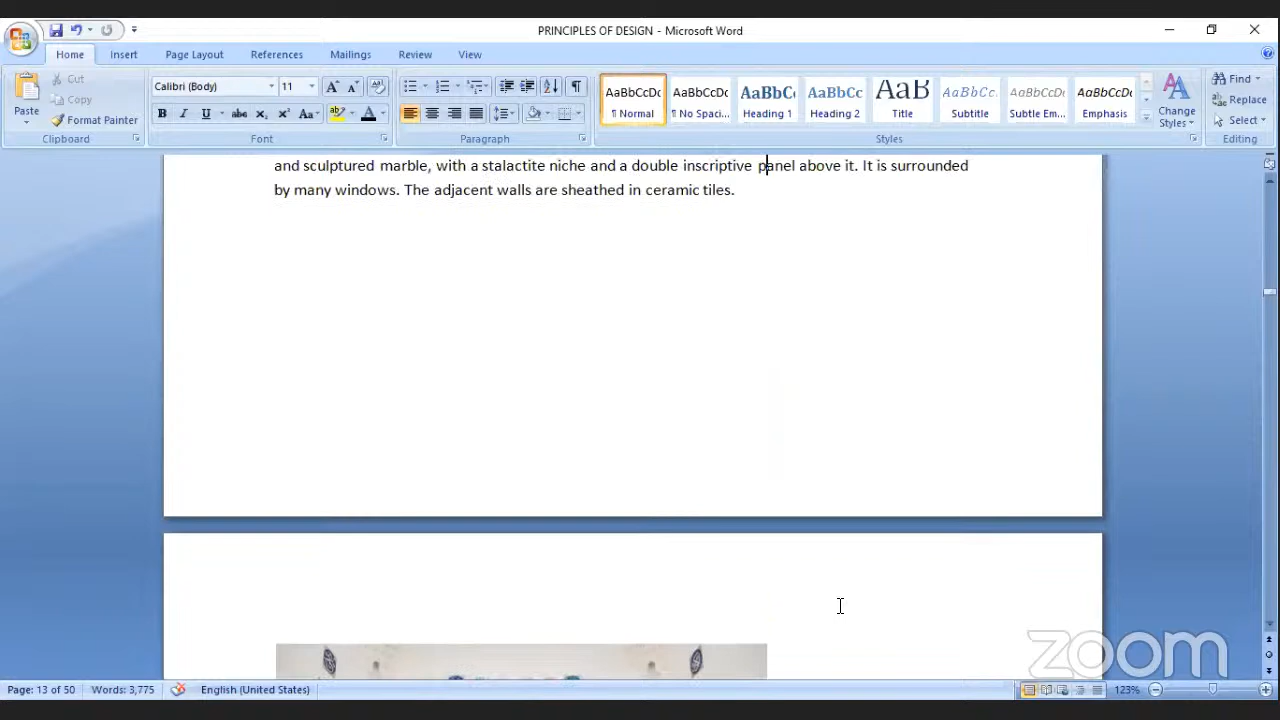 PRINCIPLES OF DESIGN - Microsoft Word
Home Insert Page Layout References Mailings Review View
Paste Cut Copy Format Painter Clipboard
Calibri (Body) 11 Font
Paragraph
AaBbCcDc ¶ Normal
AaBbCcDc ¶ No Spaci...
AaBbC Heading 1
AaBbCc Heading 2
AaB Title
AaBbCc. Subtitle
AaBbCcDc Subtle Em...
AaBbCcDc Emphasis
Change Styles Styles
Find Replace Select Editing
and sculptured marble, with a stalactite niche and a double inscriptive panel above it. It is surrounded
by many windows. The adjacent walls are sheathed in ceramic tiles.
zoom
Page: 13 of 50 Words: 3,775 English (United States) 123%